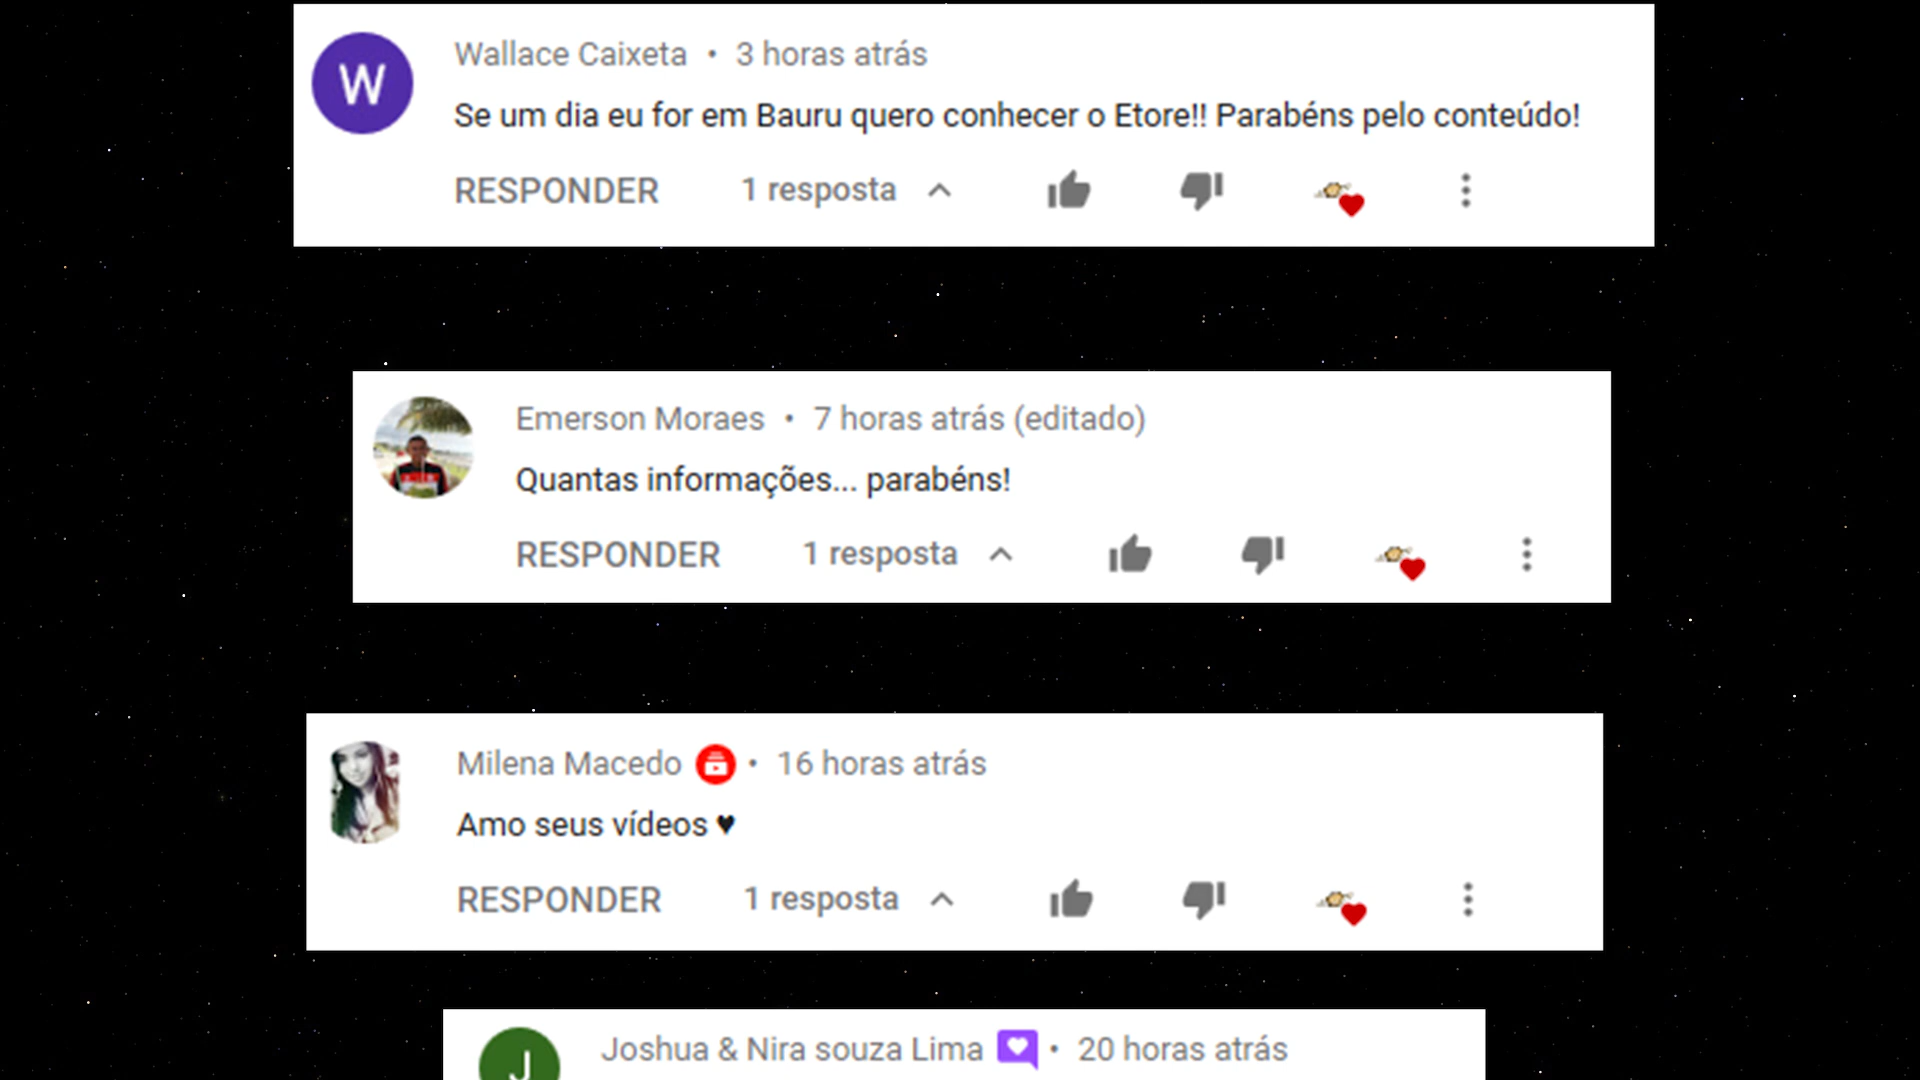 W
Wallace Caixeta • 3 horas atrás
Se um dia eu for em Bauru quero conhecer o Etore!! Parabéns pelo conteúdo!
RESPONDER 1 resposta
Emerson Moraes • 7 horas atrás (editado)
Quantas informações... parabéns!
RESPONDER 1 resposta
Milena Macedo • 16 horas atrás
Amo seus vídeos ♥
RESPONDER 1 resposta
J
Joshua & Nira souza Lima • 20 horas atrás